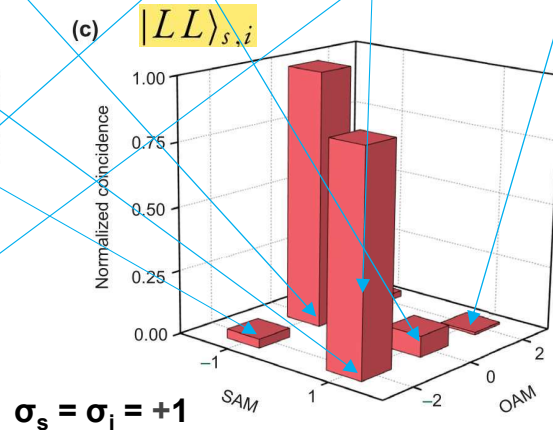 (c) |LL⟩s,i
1.00
0.75
0.50
0.25
0.00
Normalized coincidence
−1
1
SAM
−2
0
2
OAM
σs = σi = +1